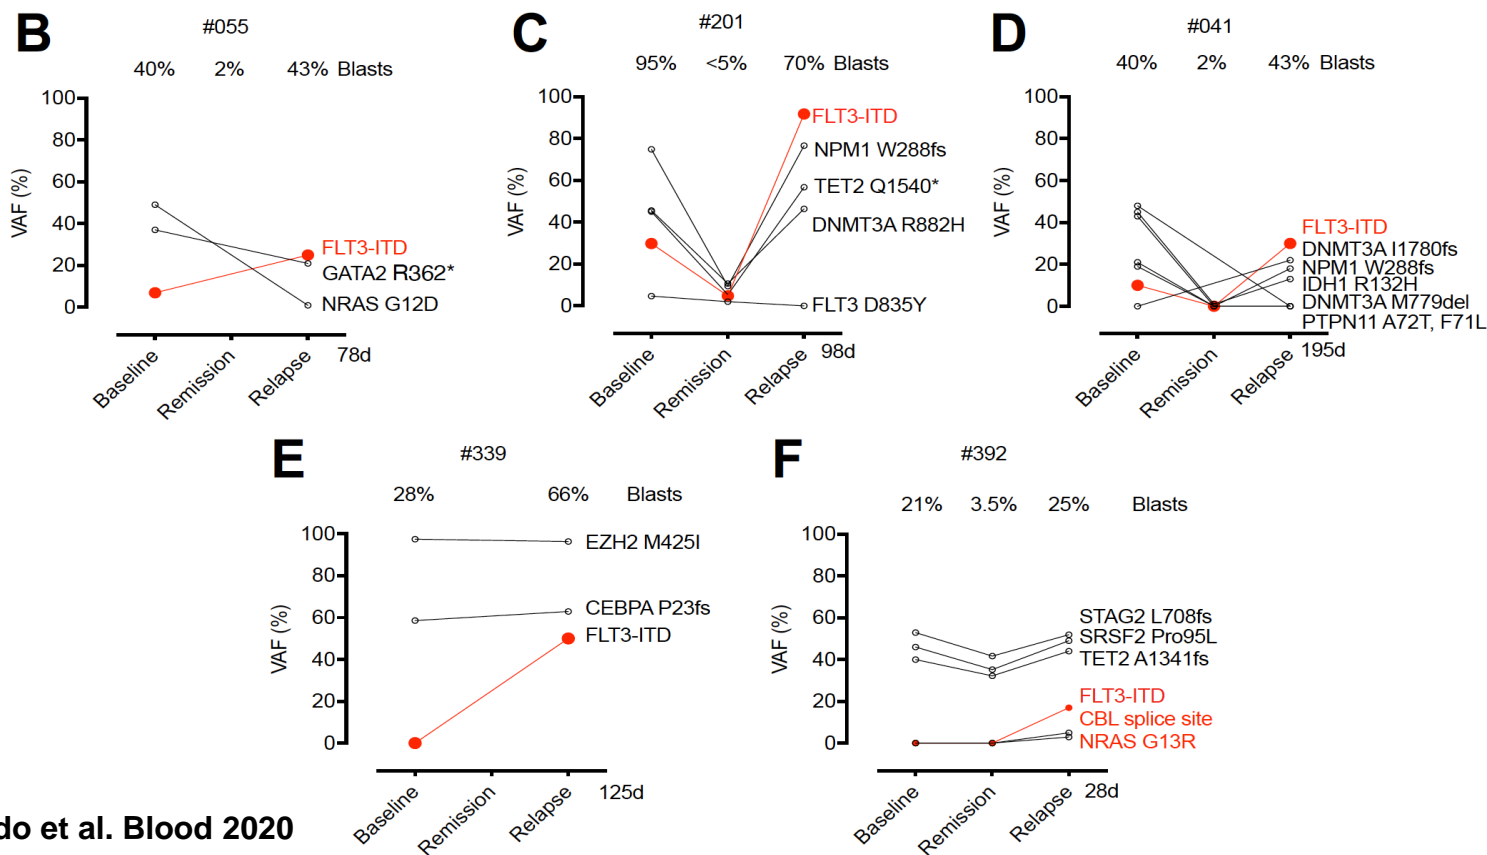 B
#055
40% 2% 43% Blasts
100
80
60
40
20
0
VAF (%)
FLT3-ITD
GATA2 R362*
NRAS G12D
Baseline
Remission
Relapse
78d
C
#201
95% <5% 70% Blasts
100
80
60
40
20
0
VAF (%)
FLT3-ITD
NPM1 W288fs
TET2 Q1540*
DNMT3A R882H
FLT3 D835Y
Baseline
Remission
Relapse
98d
D
#041
40% 2% 43% Blasts
100
80
60
40
20
0
VAF (%)
FLT3-ITD
DNMT3A I1780fs
NPM1 W288fs
IDH1 R132H
DNMT3A M779del
PTPN11 A72T, F71L
Baseline
Remission
Relapse
195d
E
#339
28% 66% Blasts
100
80
60
40
20
0
VAF (%)
EZH2 M425I
CEBPA P23fs
FLT3-ITD
Baseline
Remission
Relapse
125d
F
#392
21% 3.5% 25% Blasts
100
80
60
40
20
0
VAF (%)
STAG2 L708fs
SRSF2 Pro95L
TET2 A1341fs
FLT3-ITD
CBL splice site
NRAS G13R
Baseline
Remission
Relapse
28d
do et al. Blood 2020